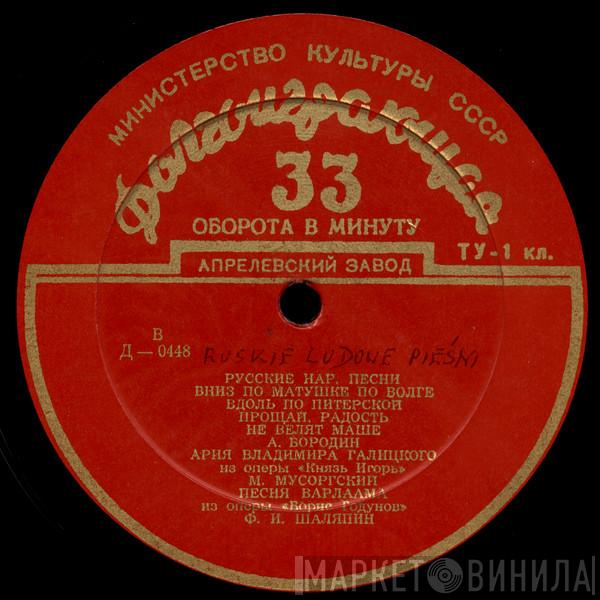 МИНИСТЕРСТВО КУЛЬТУРЫ СССР
Долгоиграющая
33
ОБОРОТА В МИНУТУ
ТУ-1 кл.
АПРЕЛЕВСКИЙ ЗАВОД
В
Д — 0448
RUSKIE LUDOWE PIEŚNI
РУССКИЕ НАР. ПЕСНИ
ВНИЗ ПО МАТУШКЕ ПО ВОЛГЕ
ВДОЛЬ ПО ПИТЕРСКОЙ
ПРОЩАЙ, РАДОСТЬ
НЕ ВЕЛЯТ МАШЕ
А. БОРОДИН
АРИЯ ВЛАДИМИРА ГАЛИЦКОГО
из оперы «Князь Игорь»
М. МУСОРГСКИЙ
ПЕСНЯ ВАРЛААМА
из оперы «Борис Годунов»
Ф. И. ШАЛЯПИН
МАРКЕТ ВИНИЛА